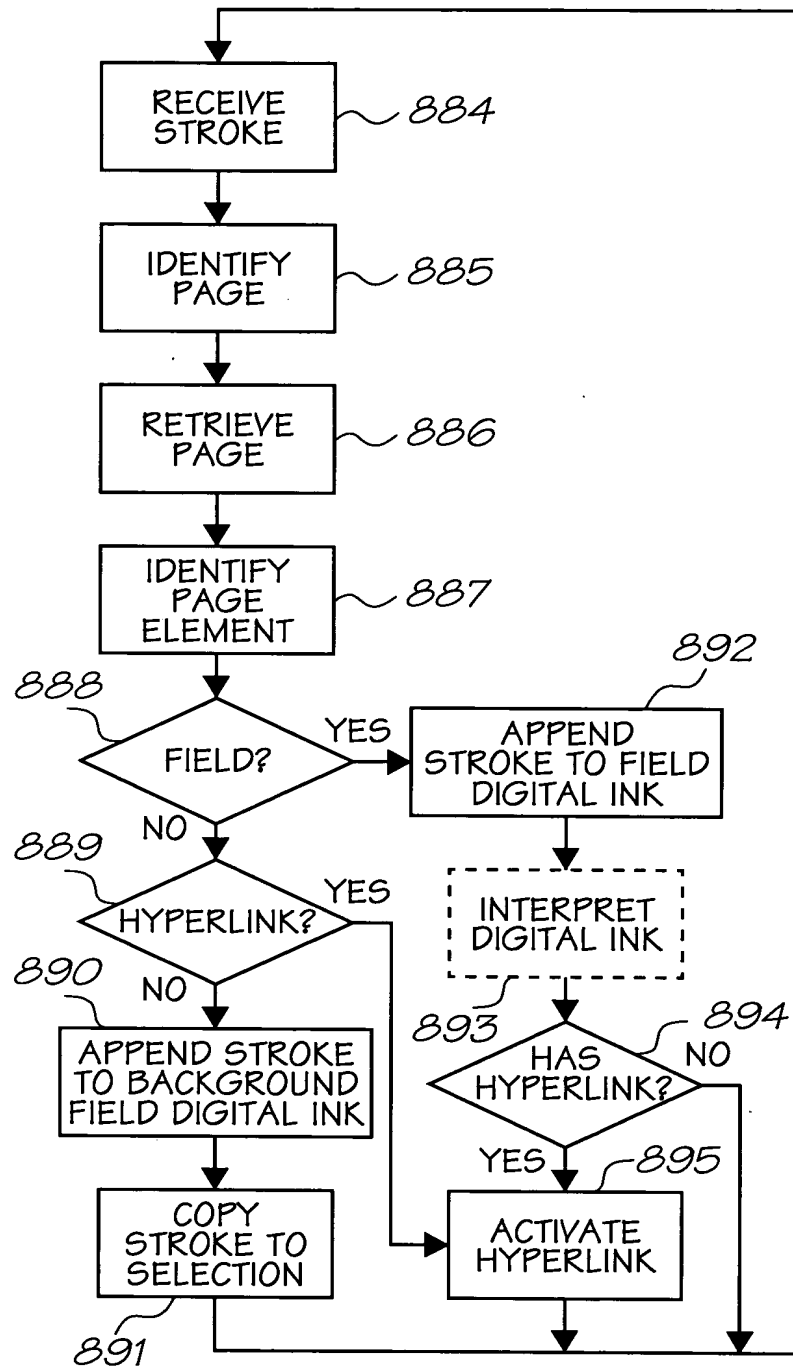 RECEIVE
STROKE
884
IDENTIFY
PAGE
885
RETRIEVE
PAGE
886
IDENTIFY
PAGE
ELEMENT
887
888
FIELD?
YES
NO
892
APPEND
STROKE TO FIELD
DIGITAL INK
889
HYPERLINK?
YES
NO
INTERPRET
DIGITAL INK
893
890
APPEND STROKE
TO BACKGROUND
FIELD DIGITAL INK
894
HAS
HYPERLINK?
NO
YES
895
COPY
STROKE TO
SELECTION
891
ACTIVATE
HYPERLINK